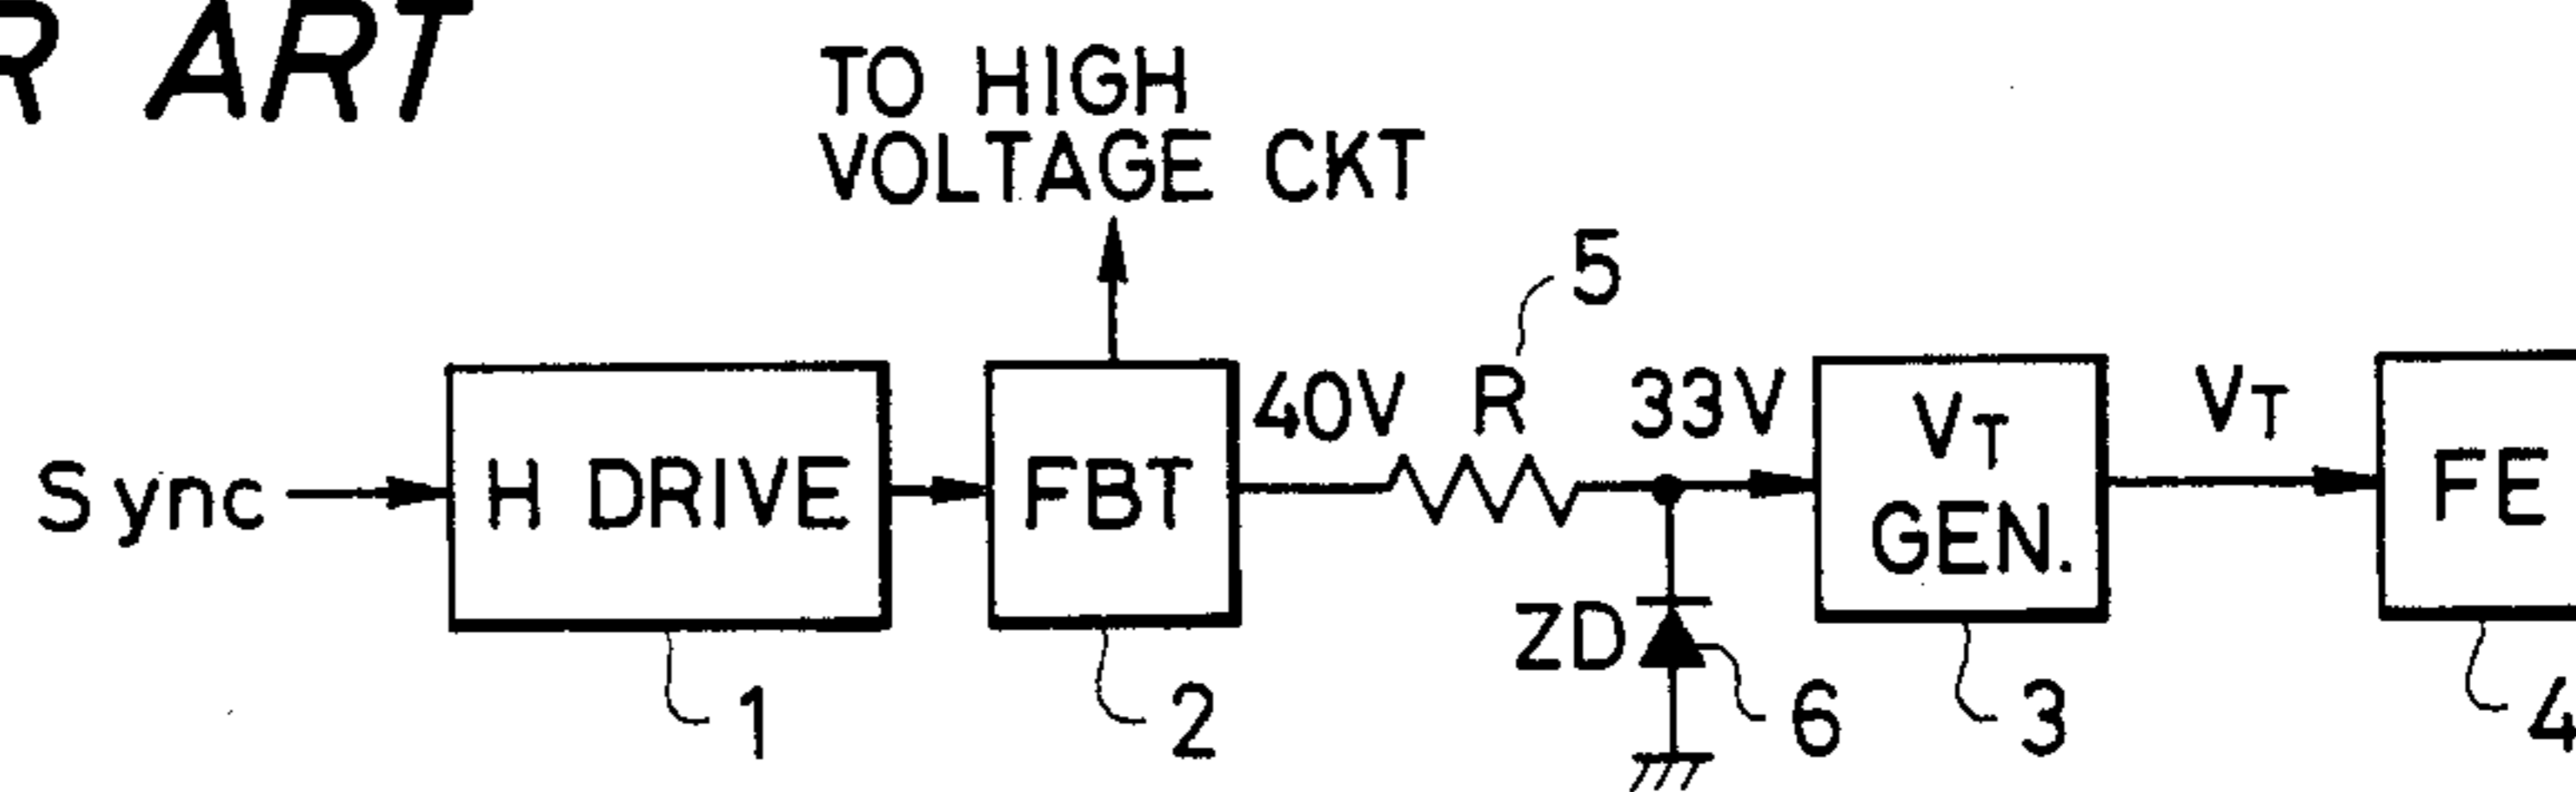 R ART
TO HIGH
VOLTAGE CKT
5
40V R 33V
VT
GEN.
VT
Sync
H DRIVE
FBT
FE
ZD
1
2
6
3
4